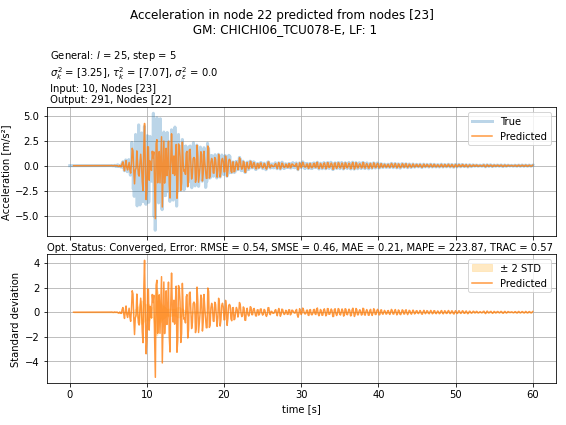 Acceleration in node 22 predicted from nodes [23]
GM: CHICHI06_TCU078-E, LF: 1
General: l = 25, step = 5
σ²ₖ = [3.25], τ²ₖ = [7.07], σ²ε = 0.0
Input: 10, Nodes [23]
Output: 291, Nodes [22]
5.0
2.5
0.0
−2.5
−5.0
Acceleration [m/s²]
True
Predicted
Opt. Status: Converged, Error: RMSE = 0.54, SMSE = 0.46, MAE = 0.21, MAPE = 223.87, TRAC = 0.57
4
2
0
−2
−4
Standard deviation
± 2 STD
Predicted
0 10 20 30 40 50 60
time [s]